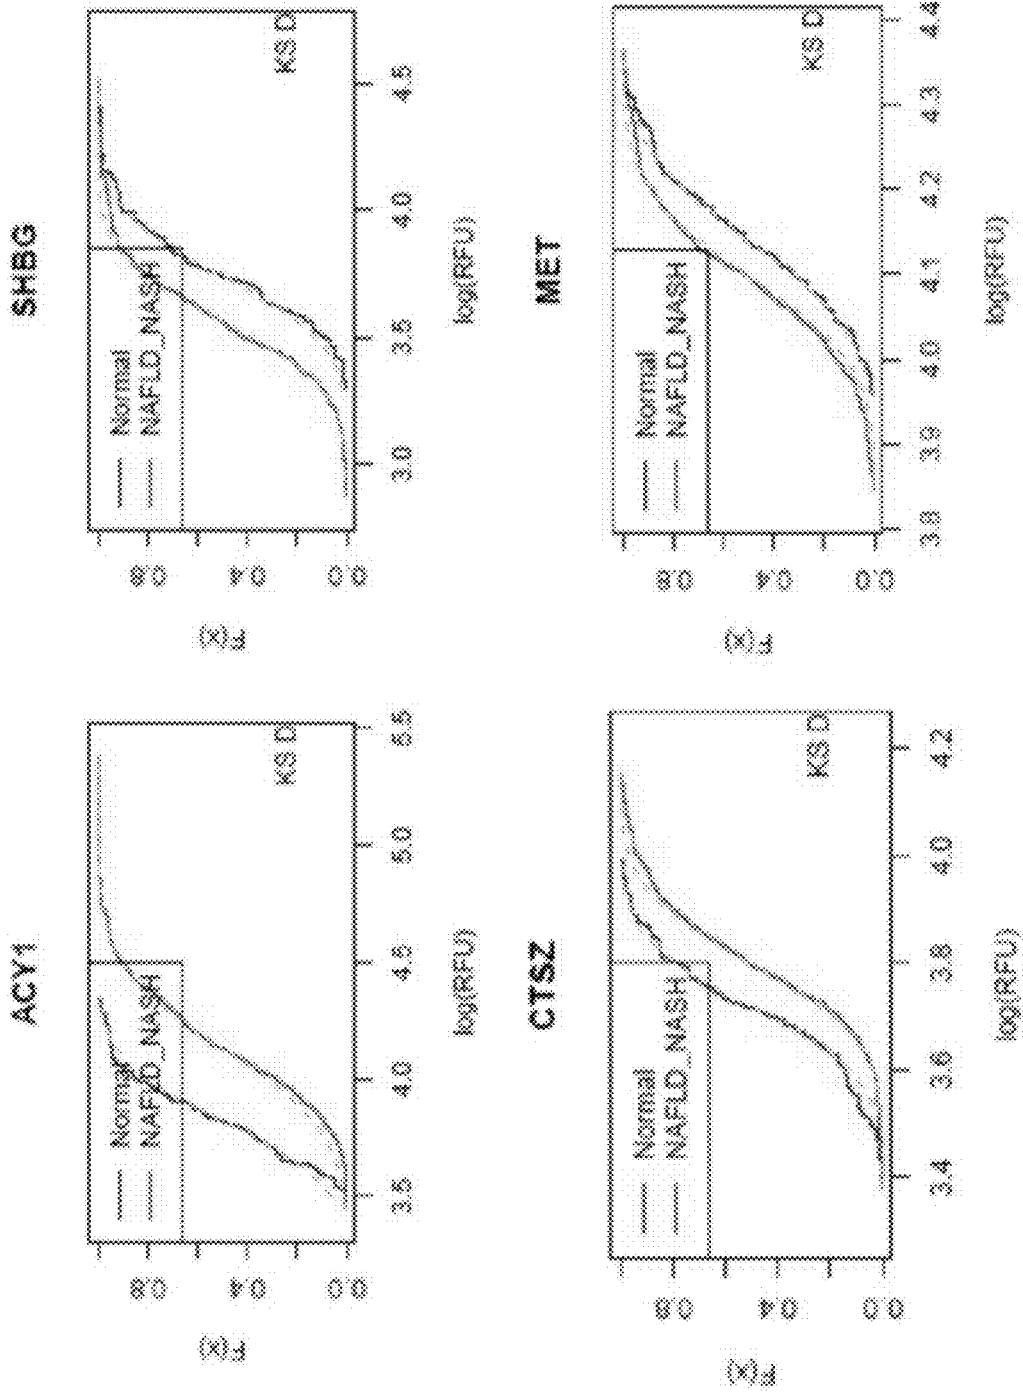 ACY1
F(x)
0.8
0.4
0.0
Normal
NAFLD_NASH
KS D
3.5
4.0
4.5
5.0
5.5
log(RFU)
SHBG
F(x)
0.8
0.4
0.0
Normal
NAFLD_NASH
KS D
3.0
3.5
4.0
4.5
log(RFU)
CTSZ
F(x)
0.8
0.4
0.0
Normal
NAFLD_NASH
KS D
3.4
3.6
3.8
4.0
4.2
log(RFU)
MET
F(x)
0.8
0.4
0.0
Normal
NAFLD_NASH
KS D
3.8
3.9
4.0
4.1
4.2
4.3
4.4
log(RFU)